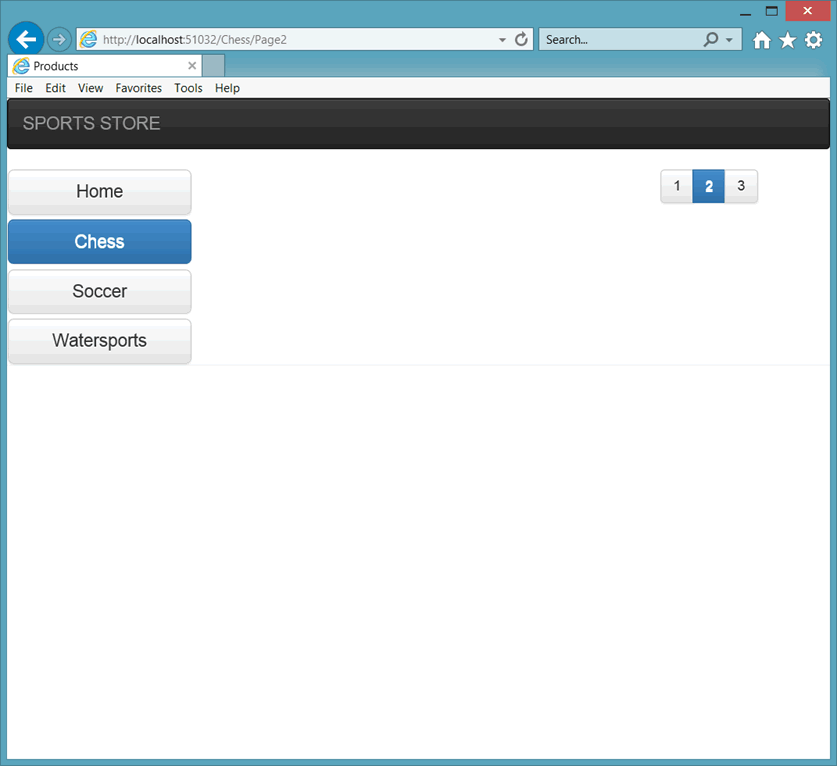 http://localhost:51032/Chess/Page2
Search...
Products
File Edit View Favorites Tools Help
SPORTS STORE
Home
1 2 3
Chess
Soccer
Watersports